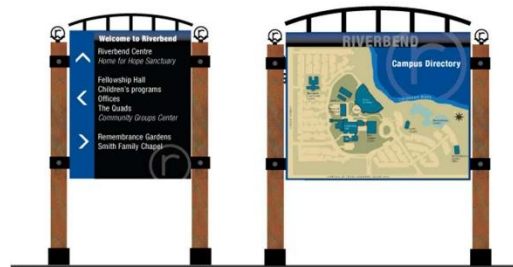 Welcome to Riverbend
Riverbend Centre
Home for Hope Sanctuary
Fellowship Hall
Children's programs
Offices
The Quads
Community Groups Center
Remembrance Gardens
Smith Family Chapel
RIVERBEND
Campus Directory